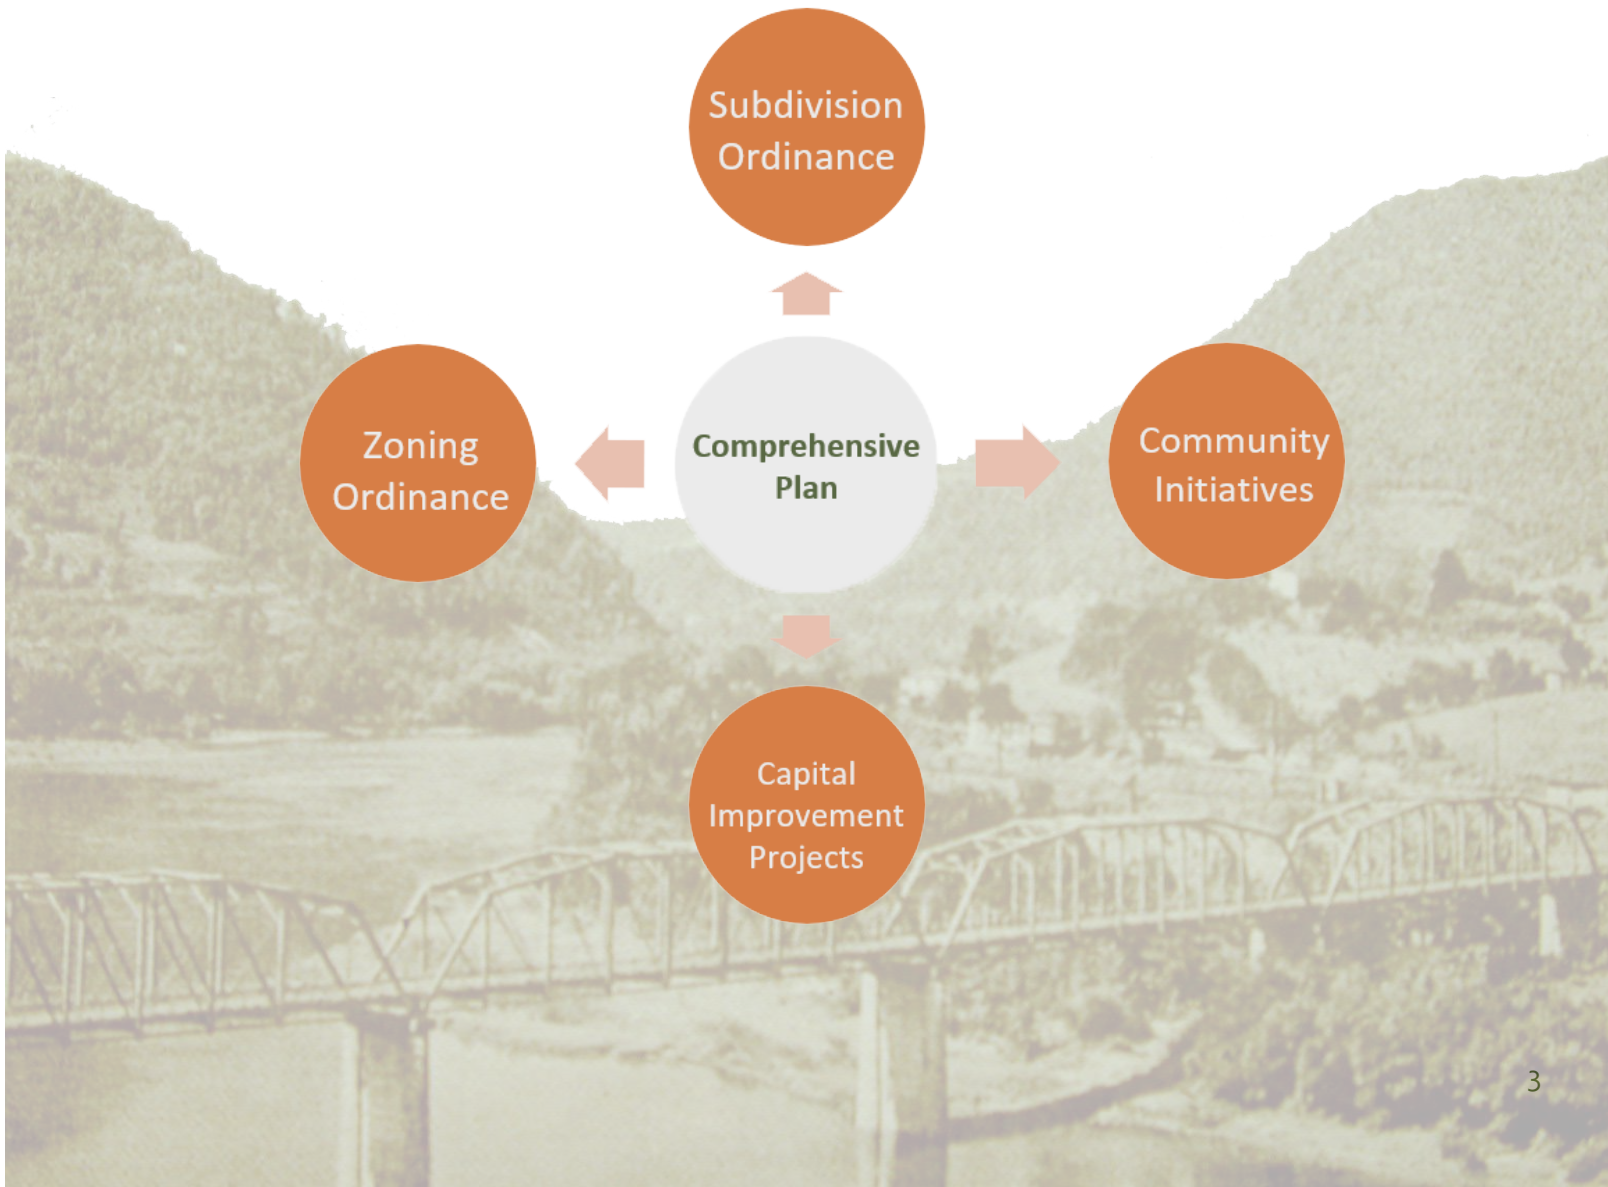 Subdivision
Ordinance
Zoning
Ordinance
Comprehensive
Plan
Community
Initiatives
Capital
Improvement
Projects
3